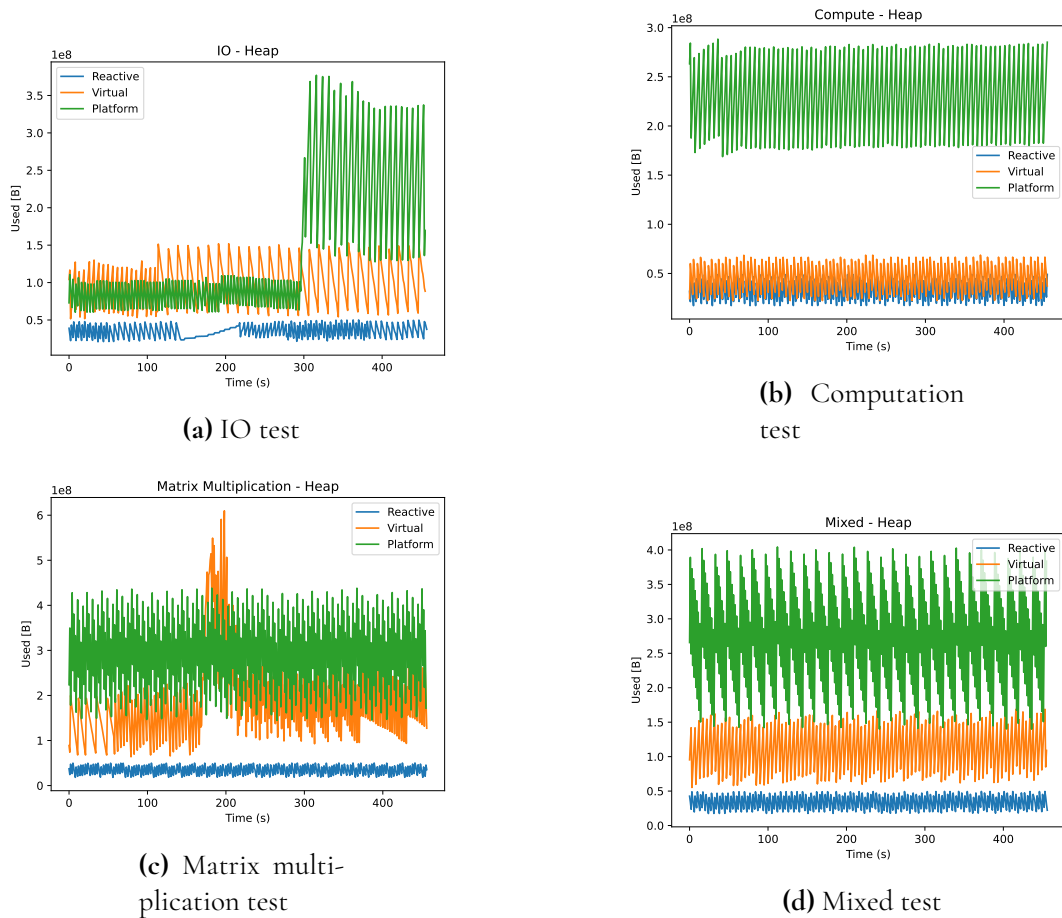 IO - Heap
1e8
Reactive
Virtual
Platform
3.5
3.0
2.5
2.0
1.5
1.0
0.5
Used [B]
0 100 200 300 400
Time (s)
(a) IO test
Compute - Heap
1e8
3.0
2.5
2.0
1.5
1.0
0.5
Used [B]
Reactive
Virtual
Platform
0 100 200 300 400
Time (s)
(b) Computation
test
Matrix Multiplication - Heap
1e8
Reactive
Virtual
Platform
6
5
4
3
2
1
0
Used [B]
0 100 200 300 400
Time (s)
(c) Matrix multi-
plication test
Mixed - Heap
1e8
Reactive
Virtual
Platform
4.0
3.5
3.0
2.5
2.0
1.5
1.0
0.5
0.0
Used [B]
0 100 200 300 400
Time (s)
(d) Mixed test